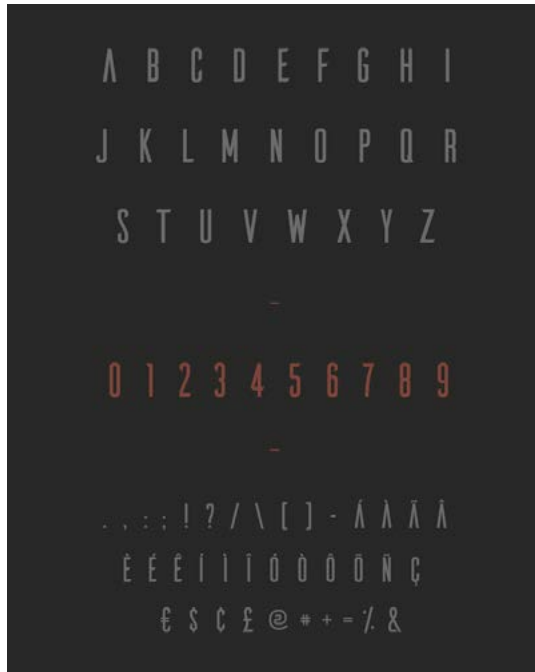 A B C D E F G H I
J K L M N O P Q R
S T U V W X Y Z
–
0 1 2 3 4 5 6 7 8 9
–
. , : ; ! ? / \ [ ] - Á À Ä Â
È É Ê Í Ì Î Ó Ò Ô Ö Ñ Ç
€ $ ¢ £ @ * + = % &